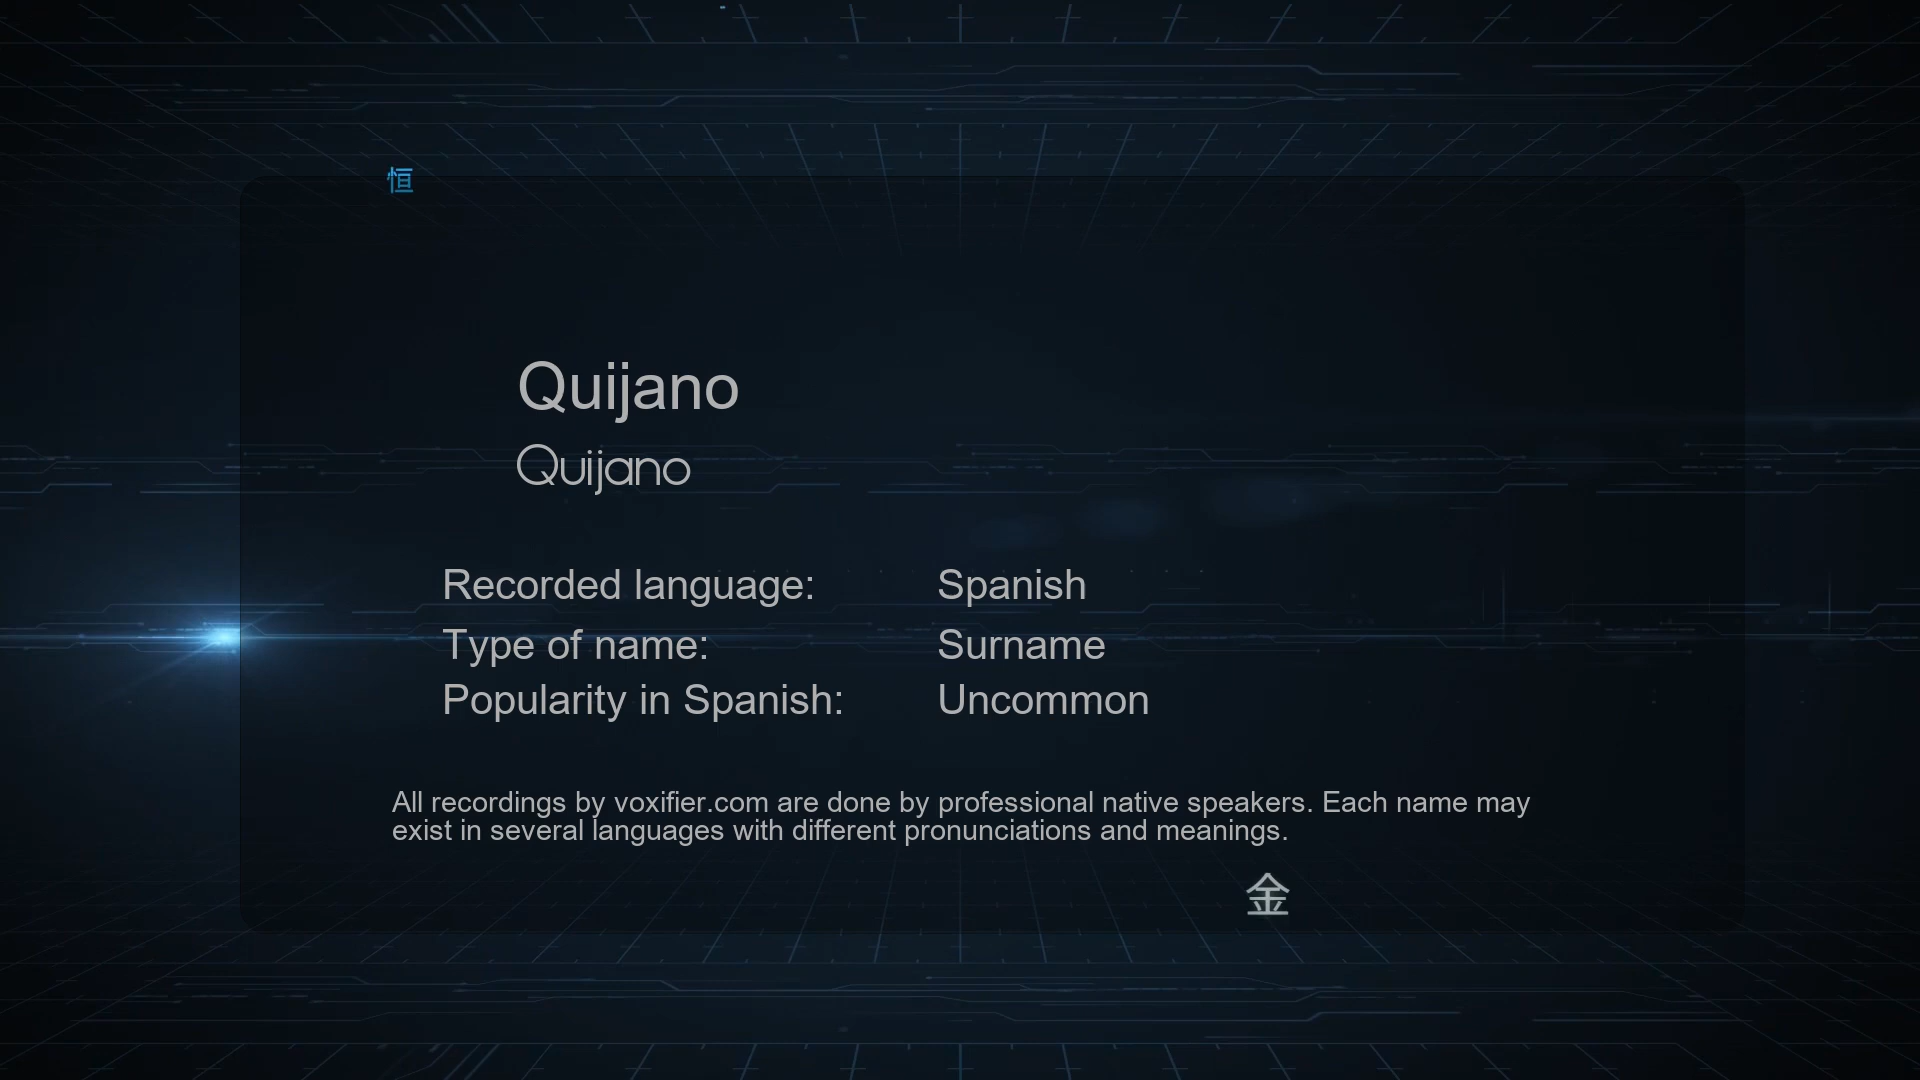 恒
Quijano
Quijano
Recorded language: Spanish
Type of name: Surname
Popularity in Spanish: Uncommon
All recordings by voxifier.com are done by professional native speakers. Each name may
exist in several languages with different pronunciations and meanings.
金